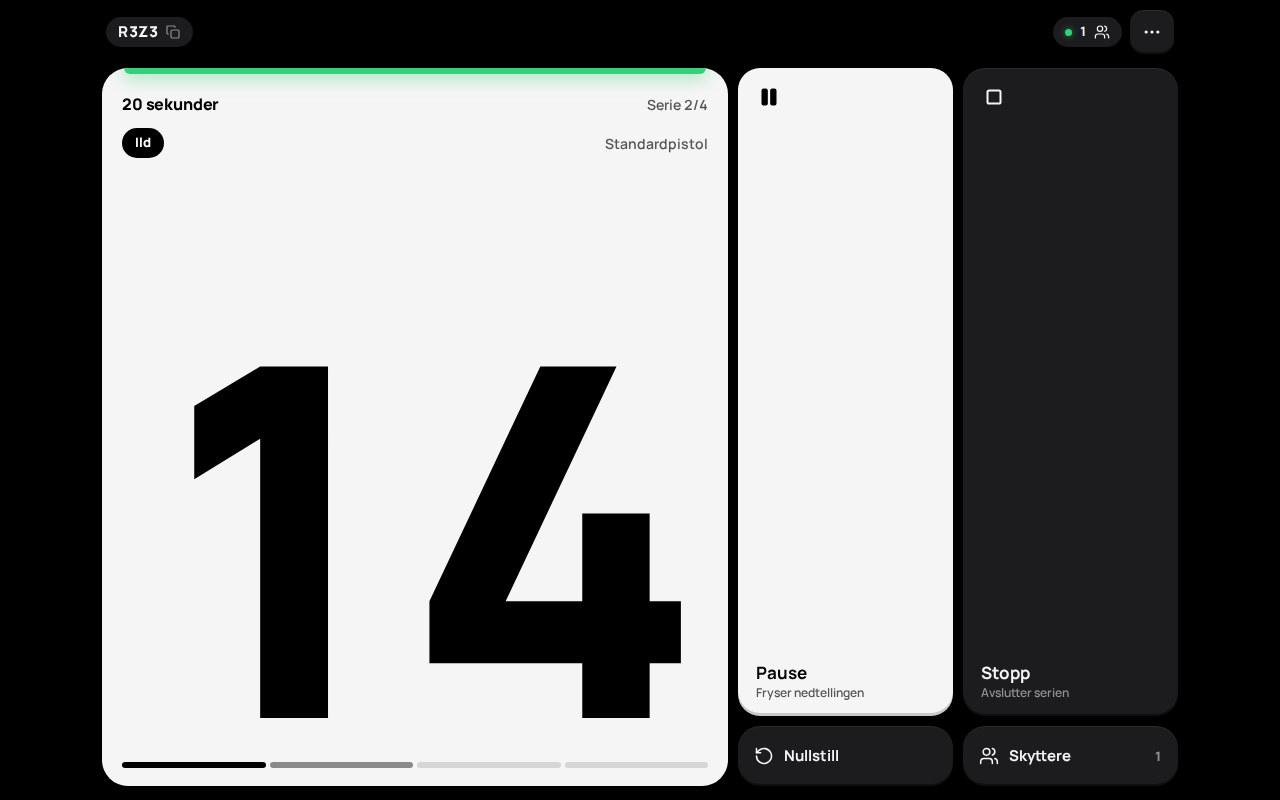 R3Z3
1
20 sekunder
Serie 2/4
Ild
Standardpistol
14
Pause
Fryser nedtellingen
Stopp
Avslutter serien
Nullstill
Skyttere
1